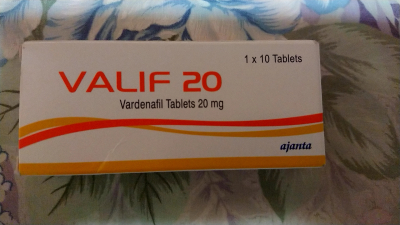 1 x 10 Tablets
VALIF 20
Vardenafil Tablets 20 mg
ajanta